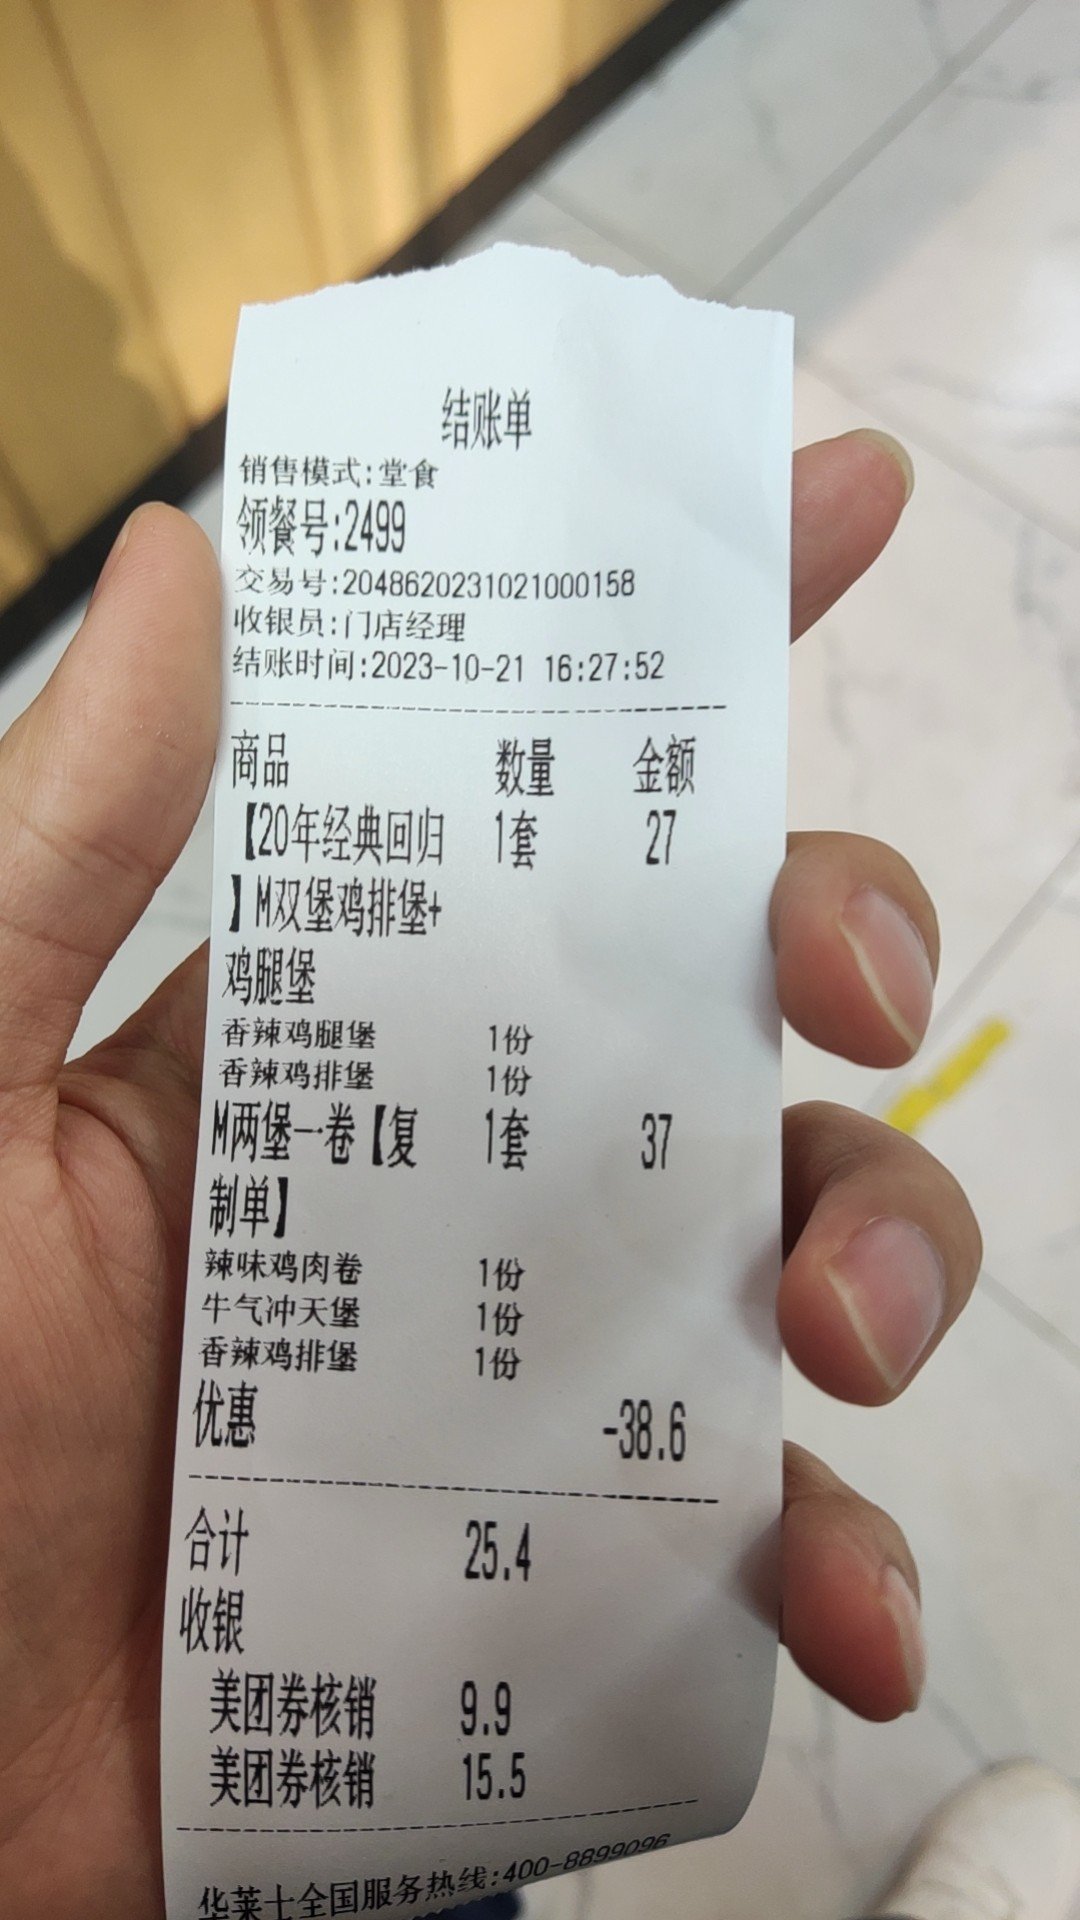 结账单
销售模式:堂食
领餐号:2499
交易号:2048620231021000158
收银员:门店经理
结账时间:2023-10-21 16:27:52
商品 数量 金额
【20年经典回归 1套 27
】M双堡鸡排堡+
鸡腿堡
香辣鸡腿堡 1份
香辣鸡排堡 1份
M两堡一卷【复 1套 37
制单】
辣味鸡肉卷 1份
牛气冲天堡 1份
香辣鸡排堡 1份
优惠 -38.6
合计 25.4
收银
美团券核销 9.9
美团券核销 15.5
华莱士全国服务热线:400-8899096